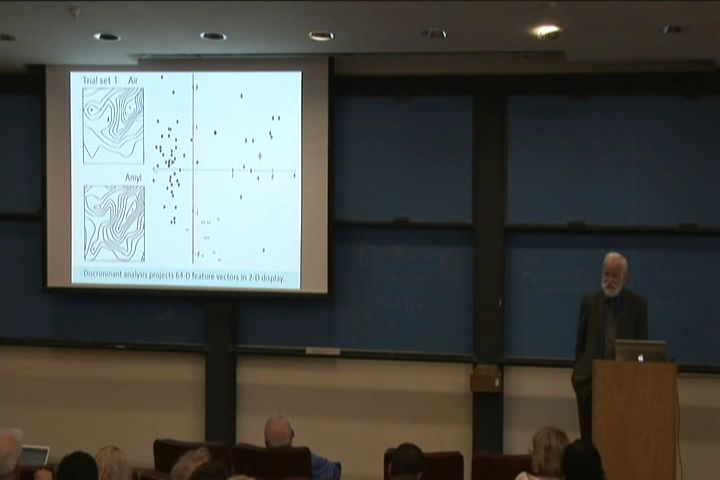 Trial set 1 Air
Amyl
Discriminant analysis projects 64-D feature vectors in 2-D display.